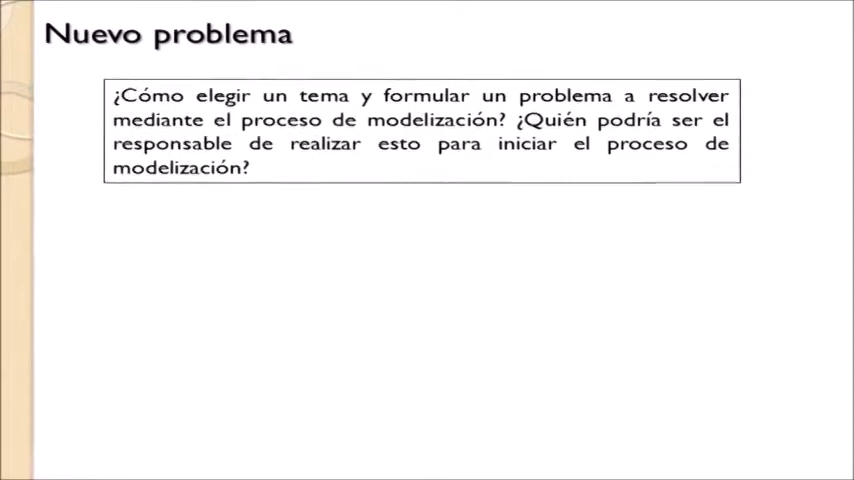 Nuevo problema
¿Cómo elegir un tema y formular un problema a resolver
mediante el proceso de modelización? ¿Quién podría ser el
responsable de realizar esto para iniciar el proceso de
modelización?